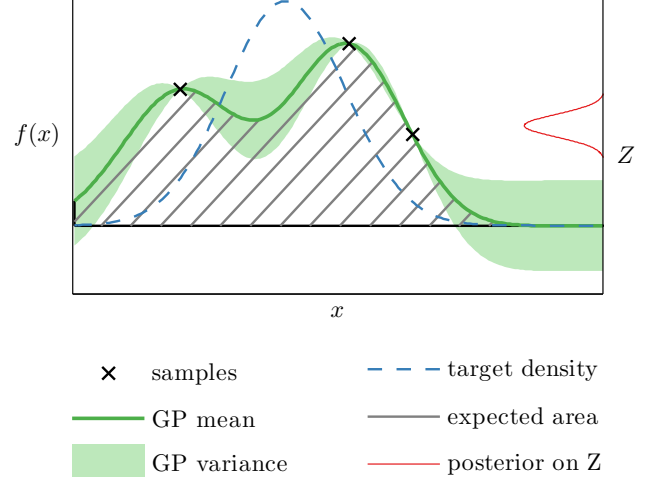 f(x)
Z
x
samples
target density
GP mean
expected area
GP variance
posterior on Z